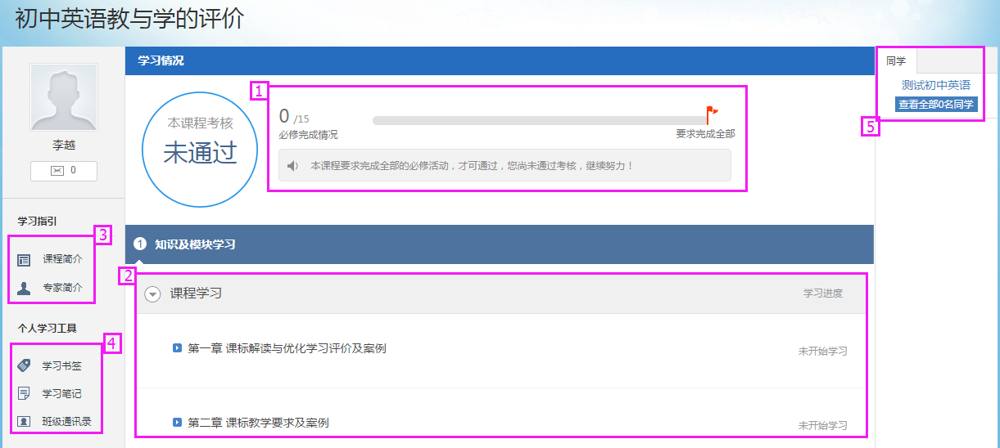 初中英语教与学的评价
李越
0
学习指引
3
课程简介
专家简介
个人学习工具
4
学习书签
学习笔记
班级通讯录
学习情况
本课程考核
未通过
1
0 /15
必修完成情况
要求完成全部
本课程要求完成全部的必修活动，才可通过，您尚未通过考核，继续努力！
1 知识及模块学习
2
课程学习 学习进度
第一章 课标解读与优化学习评价及案例 未开始学习
第二章 课标教学要求及案例 未开始学习
同学
测试初中英语
查看全部0名同学
5